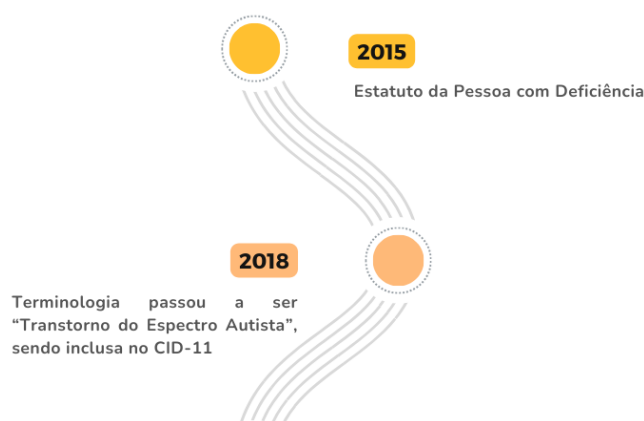 2015
Estatuto da Pessoa com Deficiência
2018
Terminologia passou a ser
“Transtorno do Espectro Autista”,
sendo inclusa no CID-11